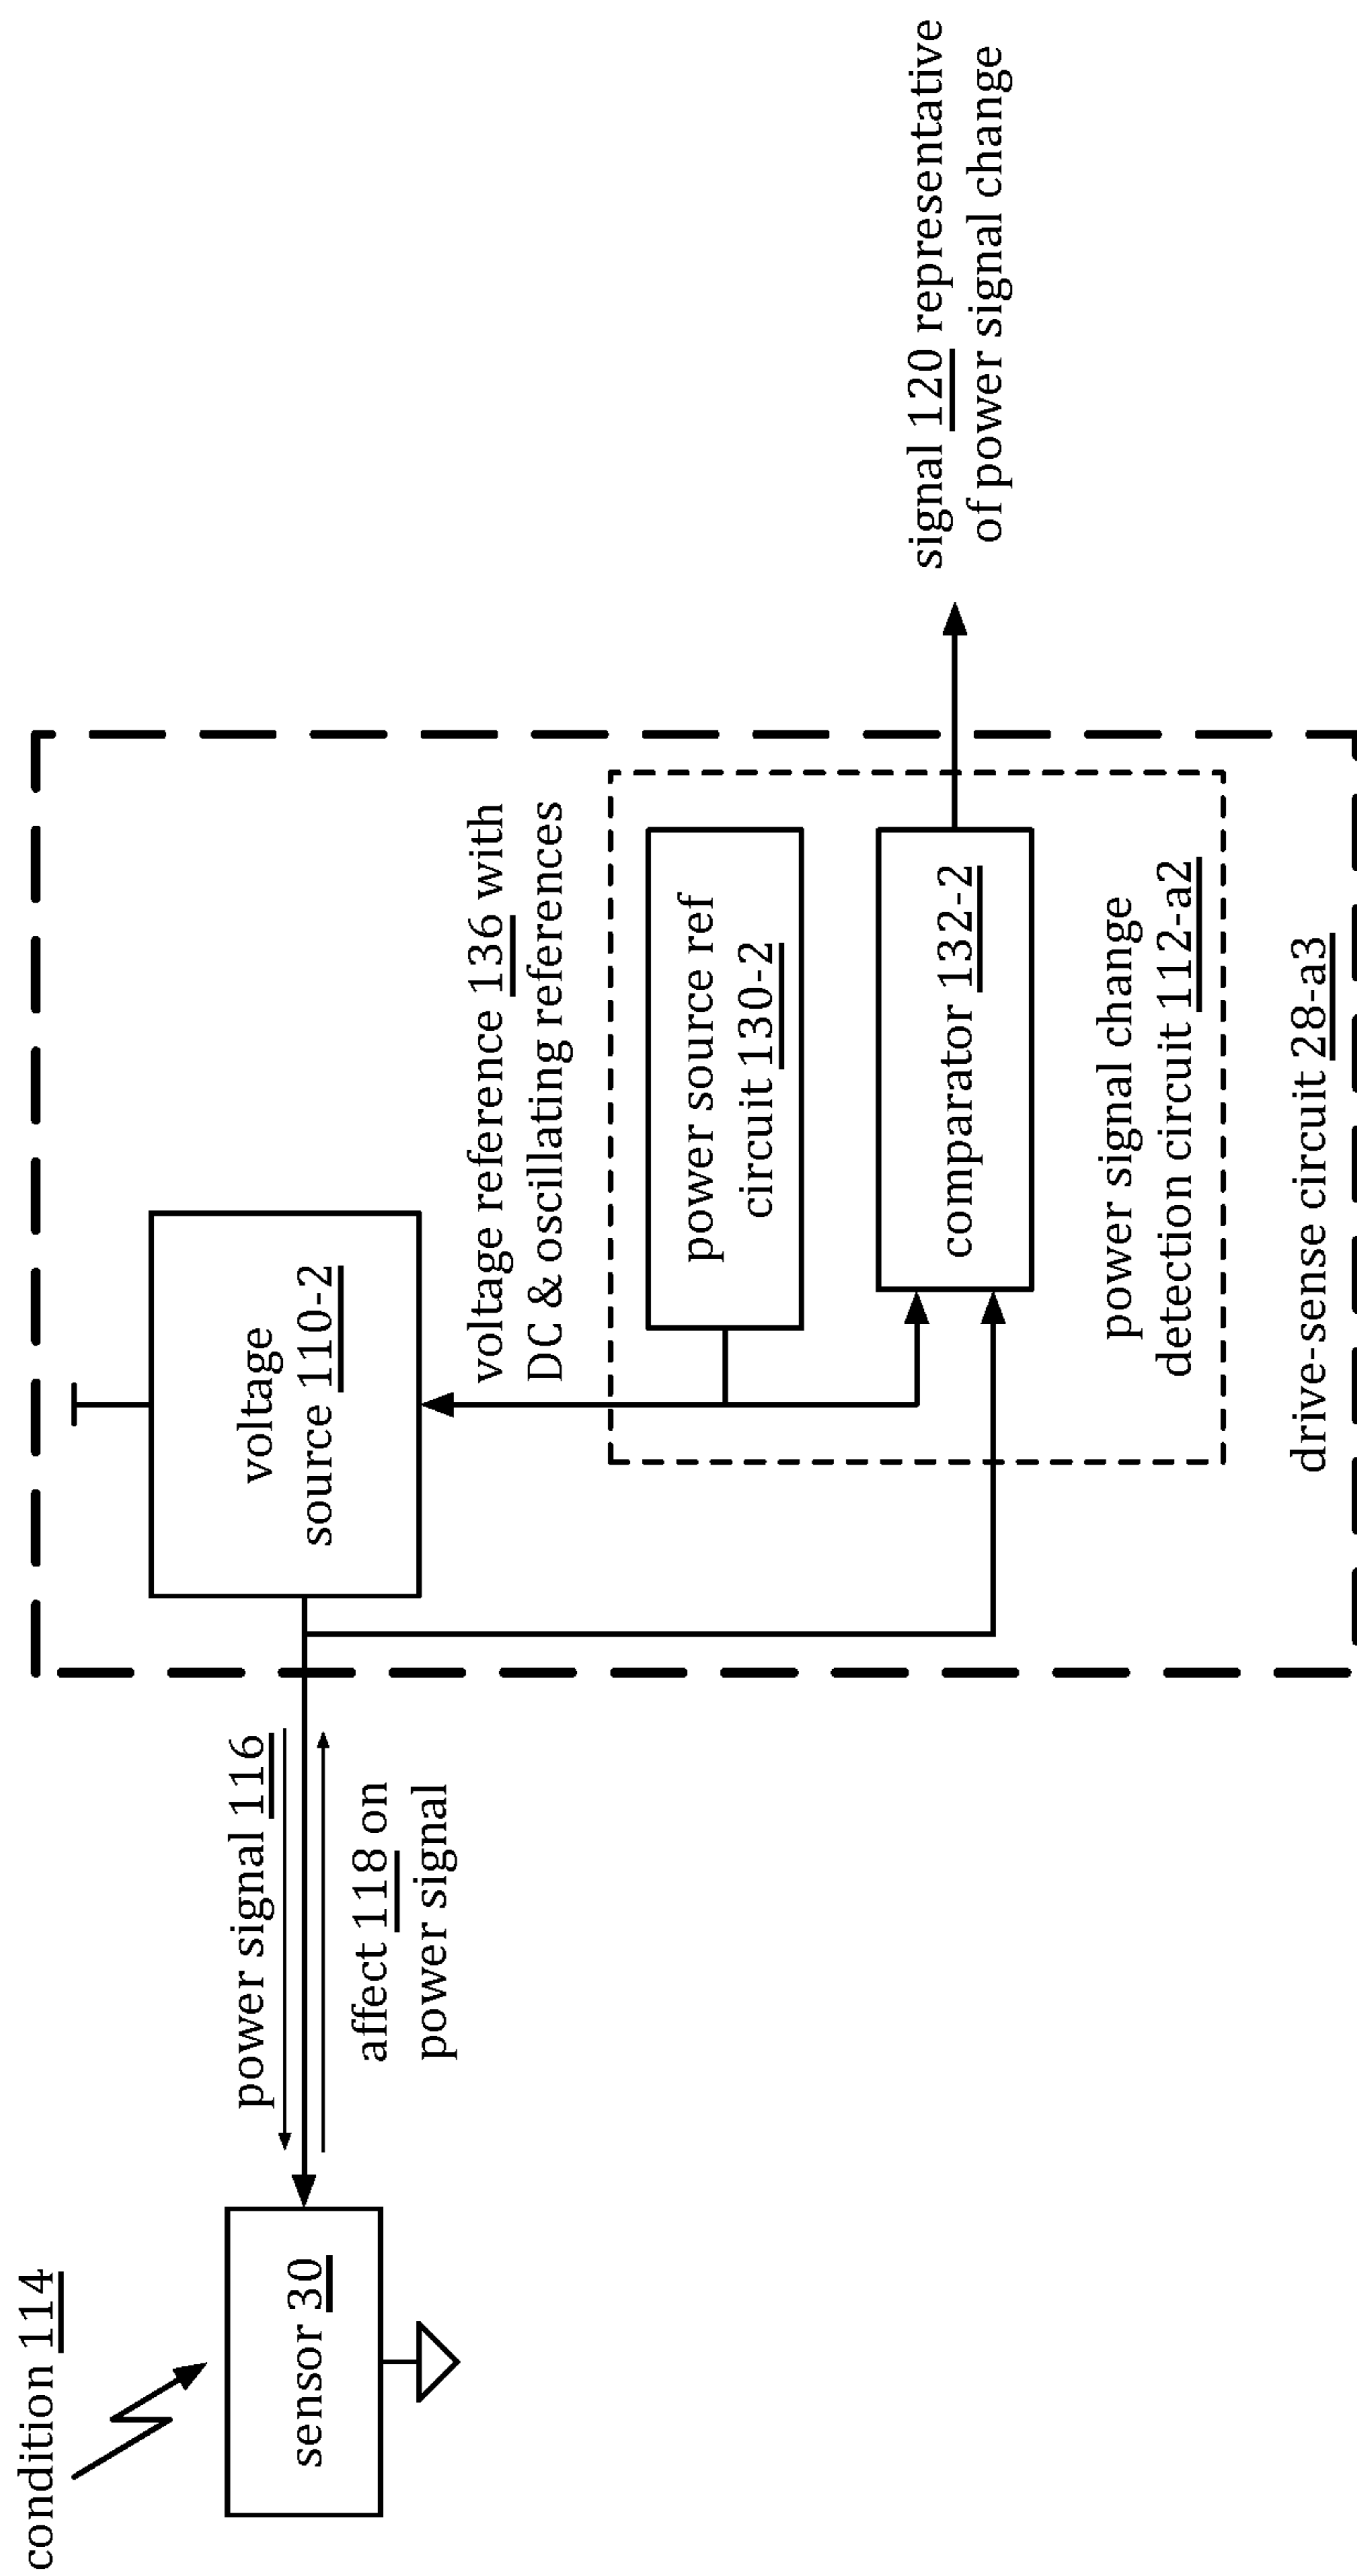 condition 114
sensor 30
power signal 116
affect 118 on
power signal
voltage
source 110-2
voltage reference 136 with
DC & oscillating references
power source ref
circuit 130-2
comparator 132-2
power signal change
detection circuit 112-a2
drive-sense circuit 28-a3
signal 120 representative
of power signal change